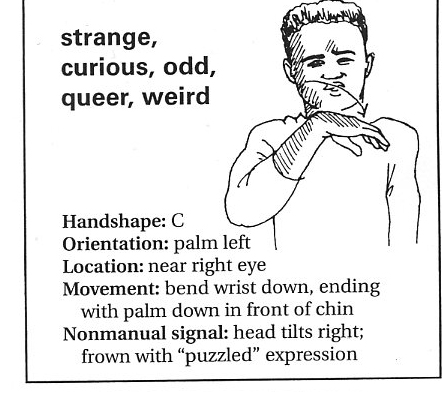 strange,
curious, odd,
queer, weird
Handshape: C
Orientation: palm left
Location: near right eye
Movement: bend wrist down, ending
with palm down in front of chin
Nonmanual signal: head tilts right;
frown with “puzzled” expression